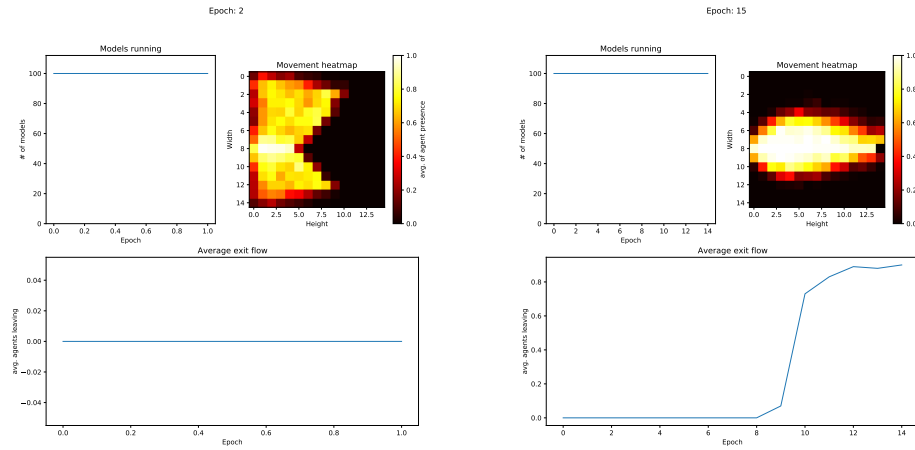 Epoch: 2
Models running
100
80
60
40
20
0
# of models
0.0 0.2 0.4 0.6 0.8 1.0
Epoch
Movement heatmap
0
2
4
6
8
10
12
14
Width
0.0 2.5 5.0 7.5 10.0 12.5
Height
1.0
0.8
0.6
0.4
0.2
0.0
avg. of agent presence
Average exit flow
0.04
0.02
0.00
−0.02
−0.04
avg. agents leaving
0.0 0.2 0.4 0.6 0.8 1.0
Epoch
Epoch: 15
Models running
100
80
60
40
20
0
# of models
0 2 4 6 8 10 12 14
Epoch
Movement heatmap
0
2
4
6
8
10
12
14
Width
0.0 2.5 5.0 7.5 10.0 12.5
Height
1.0
0.8
0.6
0.4
0.2
0.0
Average exit flow
0.8
0.6
0.4
0.2
0.0
avg. agents leaving
0 2 4 6 8 10 12 14
Epoch